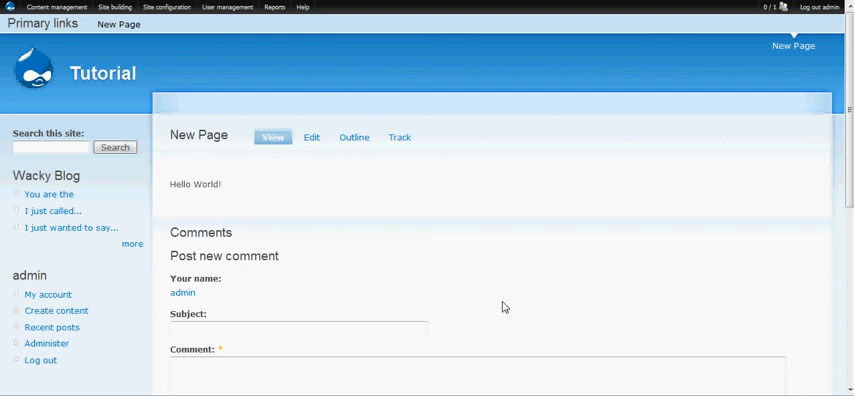 Content management Site building Site configuration User management Reports Help 0 / 1 Log out admin
Primary links New Page
New Page
Tutorial
Search this site:
Search
Wacky Blog
You are the
I just called...
I just wanted to say...
more
admin
My account
Create content
Recent posts
Administer
Log out
New Page View Edit Outline Track
Hello World!
Comments
Post new comment
Your name:
admin
Subject:
Comment: *